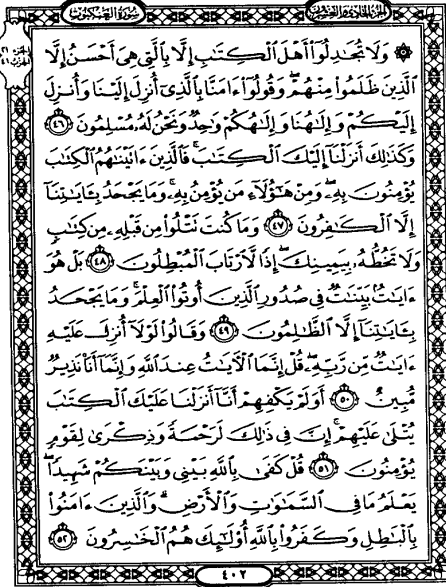 الجزء الحادي والعشرون
سورة العنكبوت
۞ وَلَا تُجَٰدِلُوٓا۟ أَهْلَ ٱلْكِتَٰبِ إِلَّا بِٱلَّتِى هِىَ أَحْسَنُ إِلَّا
ٱلَّذِينَ ظَلَمُوا۟ مِنْهُمْ ۖ وَقُولُوٓا۟ ءَامَنَّا بِٱلَّذِىٓ أُنزِلَ إِلَيْنَا وَأُنزِلَ
إِلَيْكُمْ وَإِلَٰهُنَا وَإِلَٰهُكُمْ وَٰحِدٌ وَنَحْنُ لَهُۥ مُسْلِمُونَ ٤٦
وَكَذَٰلِكَ أَنزَلْنَآ إِلَيْكَ ٱلْكِتَٰبَ ۚ فَٱلَّذِينَ ءَاتَيْنَٰهُمُ ٱلْكِتَٰبَ
يُؤْمِنُونَ بِهِۦ ۖ وَمِنْ هَٰٓؤُلَآءِ مَن يُؤْمِنُ بِهِۦ ۚ وَمَا يَجْحَدُ بِـَٔايَٰتِنَآ
إِلَّا ٱلْكَٰفِرُونَ ٤٧ وَمَا كُنتَ تَتْلُوا۟ مِن قَبْلِهِۦ مِن كِتَٰبٍ
وَلَا تَخُطُّهُۥ بِيَمِينِكَ ۖ إِذًا لَّٱرْتَابَ ٱلْمُبْطِلُونَ ٤٨ بَلْ هُوَ
ءَايَٰتٌۢ بَيِّنَٰتٌ فِى صُدُورِ ٱلَّذِينَ أُوتُوا۟ ٱلْعِلْمَ ۚ وَمَا يَجْحَدُ
بِـَٔايَٰتِنَآ إِلَّا ٱلظَّٰلِمُونَ ٤٩ وَقَالُوا۟ لَوْلَآ أُنزِلَ عَلَيْهِ
ءَايَٰتٌ مِّن رَّبِّهِۦ ۖ قُلْ إِنَّمَا ٱلْءَايَٰتُ عِندَ ٱللَّهِ وَإِنَّمَآ أَنَا۠ نَذِيرٌ
مُّبِينٌ ٥٠ أَوَلَمْ يَكْفِهِمْ أَنَّآ أَنزَلْنَا عَلَيْكَ ٱلْكِتَٰبَ
يُتْلَىٰ عَلَيْهِمْ ۚ إِنَّ فِى ذَٰلِكَ لَرَحْمَةً وَذِكْرَىٰ لِقَوْمٍ
يُؤْمِنُونَ ٥١ قُلْ كَفَىٰ بِٱللَّهِ بَيْنِى وَبَيْنَكُمْ شَهِيدًا ۖ
يَعْلَمُ مَا فِى ٱلسَّمَٰوَٰتِ وَٱلْأَرْضِ ۗ وَٱلَّذِينَ ءَامَنُوا۟
بِٱلْبَٰطِلِ وَكَفَرُوا۟ بِٱللَّهِ أُو۟لَٰٓئِكَ هُمُ ٱلْخَٰسِرُونَ ٥٢
٤٠٢